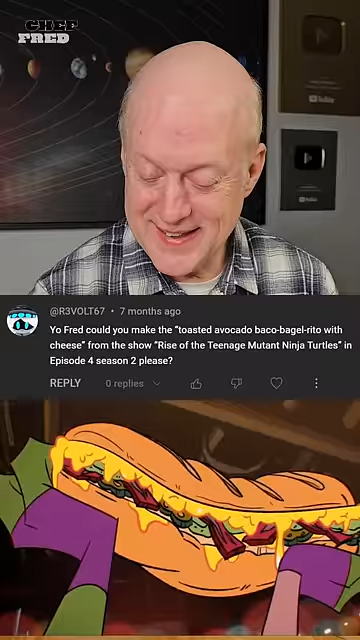 CHEF
FRED
@R3VOLT67 • 7 months ago
Yo Fred could you make the "toasted avocado baco-bagel-rito with
cheese" from the show "Rise of the Teenage Mutant Ninja Turtles" in
Episode 4 season 2 please?
REPLY 0 replies